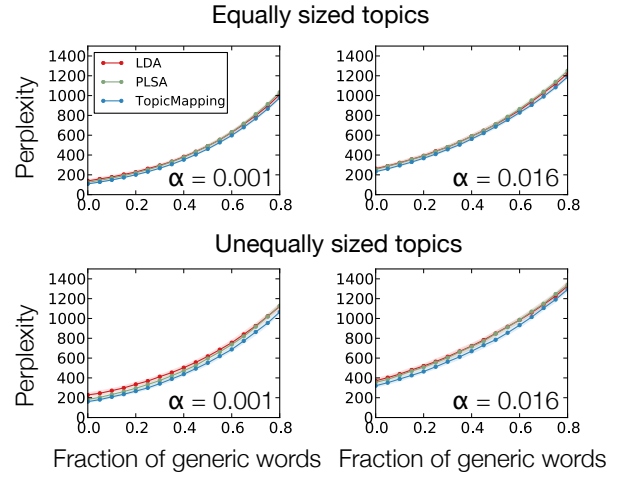 Equally sized topics
Perplexity
1400
1200
1000
800
600
400
200
0
0.0 0.2 0.4 0.6 0.8
LDA
PLSA
TopicMapping
α = 0.001
1400
1200
1000
800
600
400
200
0
0.0 0.2 0.4 0.6 0.8
α = 0.016
Unequally sized topics
Perplexity
1400
1200
1000
800
600
400
200
0
0.0 0.2 0.4 0.6 0.8
α = 0.001
1400
1200
1000
800
600
400
200
0
0.0 0.2 0.4 0.6 0.8
α = 0.016
Fraction of generic words
Fraction of generic words